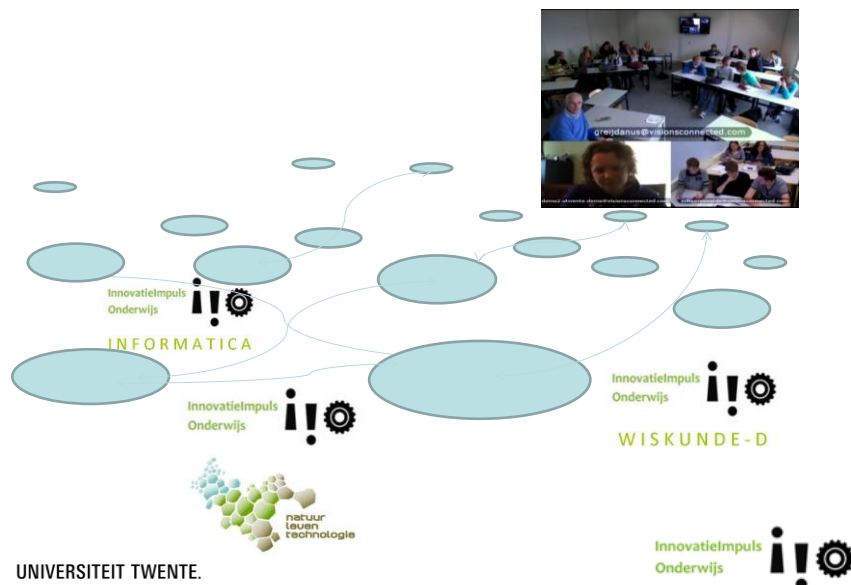 greijdanus@visionsconnected.com
InnovatieImpuls
Onderwijs
INFORMATICA
InnovatieImpuls
Onderwijs
InnovatieImpuls
Onderwijs
WISKUNDE-D
natuur
leven
technologie
InnovatieImpuls
Onderwijs
UNIVERSITEIT TWENTE.